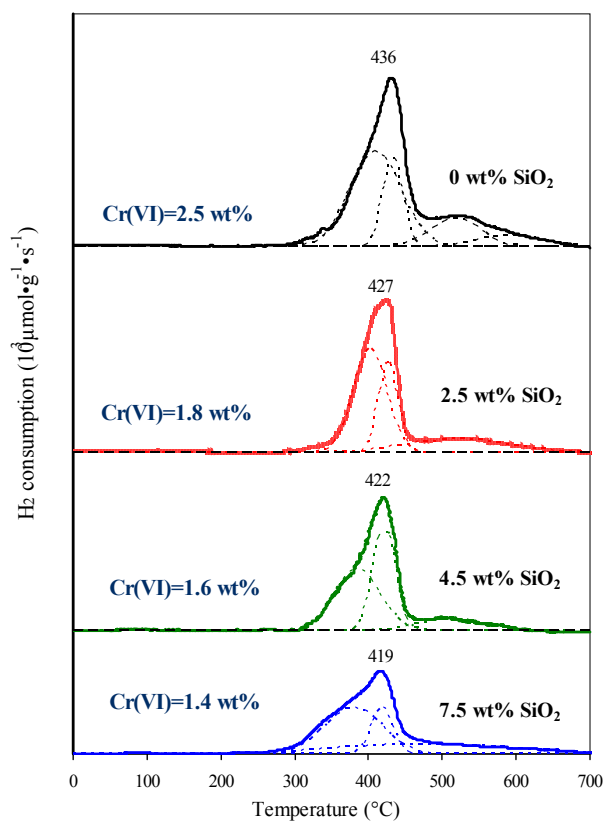 436
0 wt% SiO₂
Cr(VI)=2.5 wt%
427
2.5 wt% SiO₂
Cr(VI)=1.8 wt%
422
4.5 wt% SiO₂
Cr(VI)=1.6 wt%
419
Cr(VI)=1.4 wt%
7.5 wt% SiO₂
H₂ consumption (10³μmol•g⁻¹•s⁻¹)
0 100 200 300 400 500 600 700
Temperature (°C)